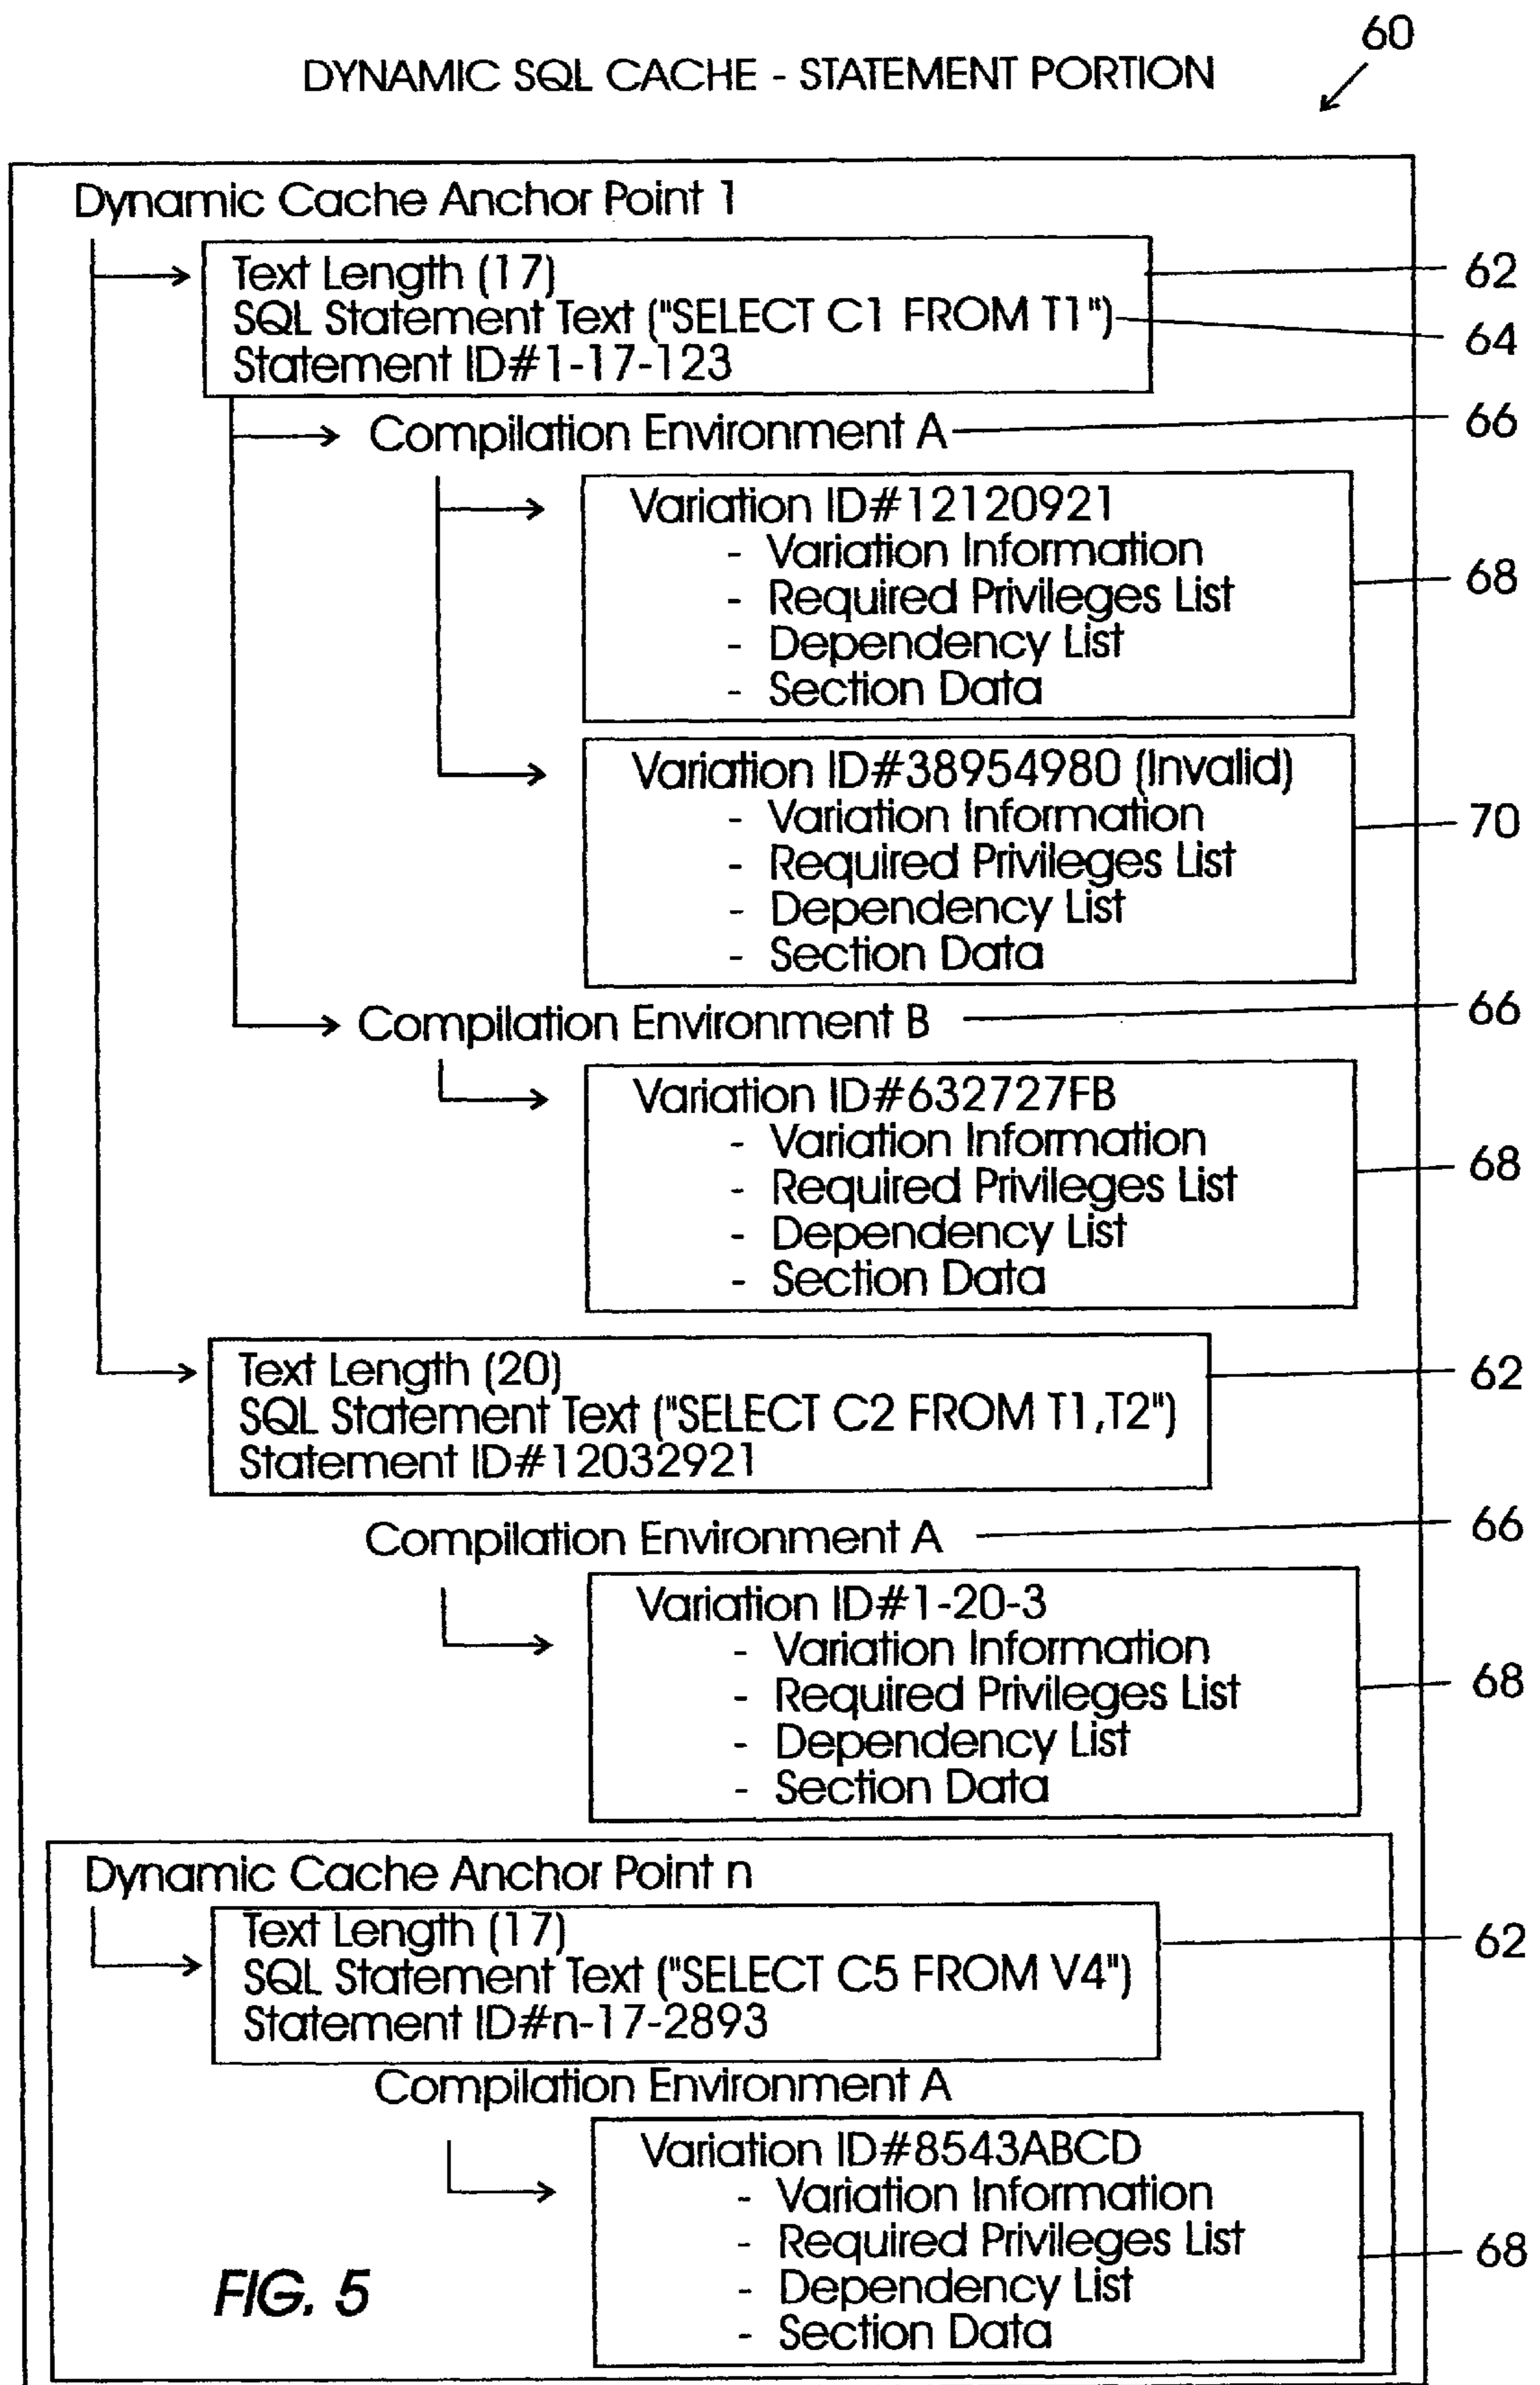 60
DYNAMIC SQL CACHE - STATEMENT PORTION
Dynamic Cache Anchor Point 1
Text Length (17)
62
SQL Statement Text ("SELECT C1 FROM T1")
64
Statement ID#1-17-123
Compilation Environment A
66
Variation ID#12120921
- Variation Information
68
- Required Privileges List
- Dependency List
- Section Data
Variation ID#38954980 (Invalid)
- Variation Information
70
- Required Privileges List
- Dependency List
- Section Data
Compilation Environment B
66
Variation ID#632727FB
- Variation Information
68
- Required Privileges List
- Dependency List
- Section Data
Text Length (20)
62
SQL Statement Text ("SELECT C2 FROM T1,T2")
Statement ID#12032921
Compilation Environment A
66
Variation ID#1-20-3
- Variation Information
- Required Privileges List
68
- Dependency List
- Section Data
Dynamic Cache Anchor Point n
Text Length (17)
62
SQL Statement Text ("SELECT C5 FROM V4")
Statement ID#n-17-2893
Compilation Environment A
Variation ID#8543ABCD
- Variation Information
- Required Privileges List
68
- Dependency List
- Section Data
FIG. 5